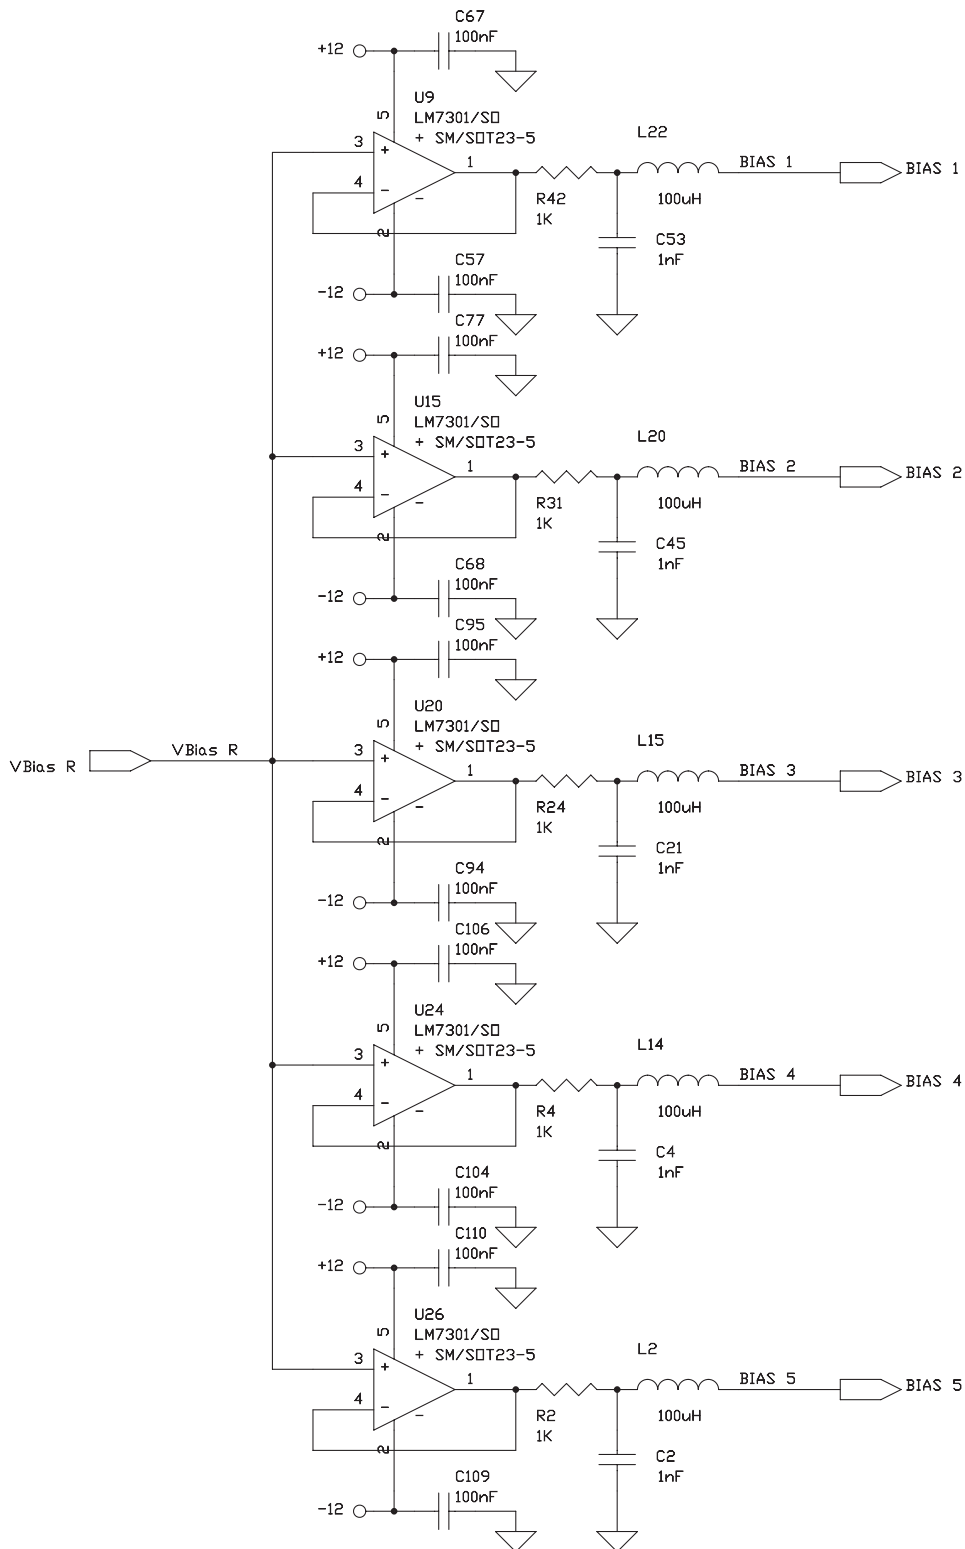 C67
100nF
+12
U9
LM7301/SO
+ SM/SOT23-5
5
3
+
4
-
-
2
1
R42
1K
L22
100uH
BIAS 1
BIAS 1
C53
1nF
C57
100nF
-12
C77
100nF
+12
U15
LM7301/SO
+ SM/SOT23-5
5
3
+
4
-
-
2
1
R31
1K
L20
100uH
BIAS 2
BIAS 2
C45
1nF
C68
100nF
-12
C95
100nF
+12
U20
LM7301/SO
+ SM/SOT23-5
5
VBias R
VBias R
3
+
4
-
-
2
1
R24
1K
L15
100uH
BIAS 3
BIAS 3
C21
1nF
C94
100nF
-12
C106
100nF
+12
U24
LM7301/SO
+ SM/SOT23-5
5
3
+
4
-
-
2
1
R4
1K
L14
100uH
BIAS 4
BIAS 4
C4
1nF
C104
100nF
-12
C110
100nF
+12
U26
LM7301/SO
+ SM/SOT23-5
5
3
+
4
-
-
2
1
R2
1K
L2
100uH
BIAS 5
BIAS 5
C2
1nF
C109
100nF
-12